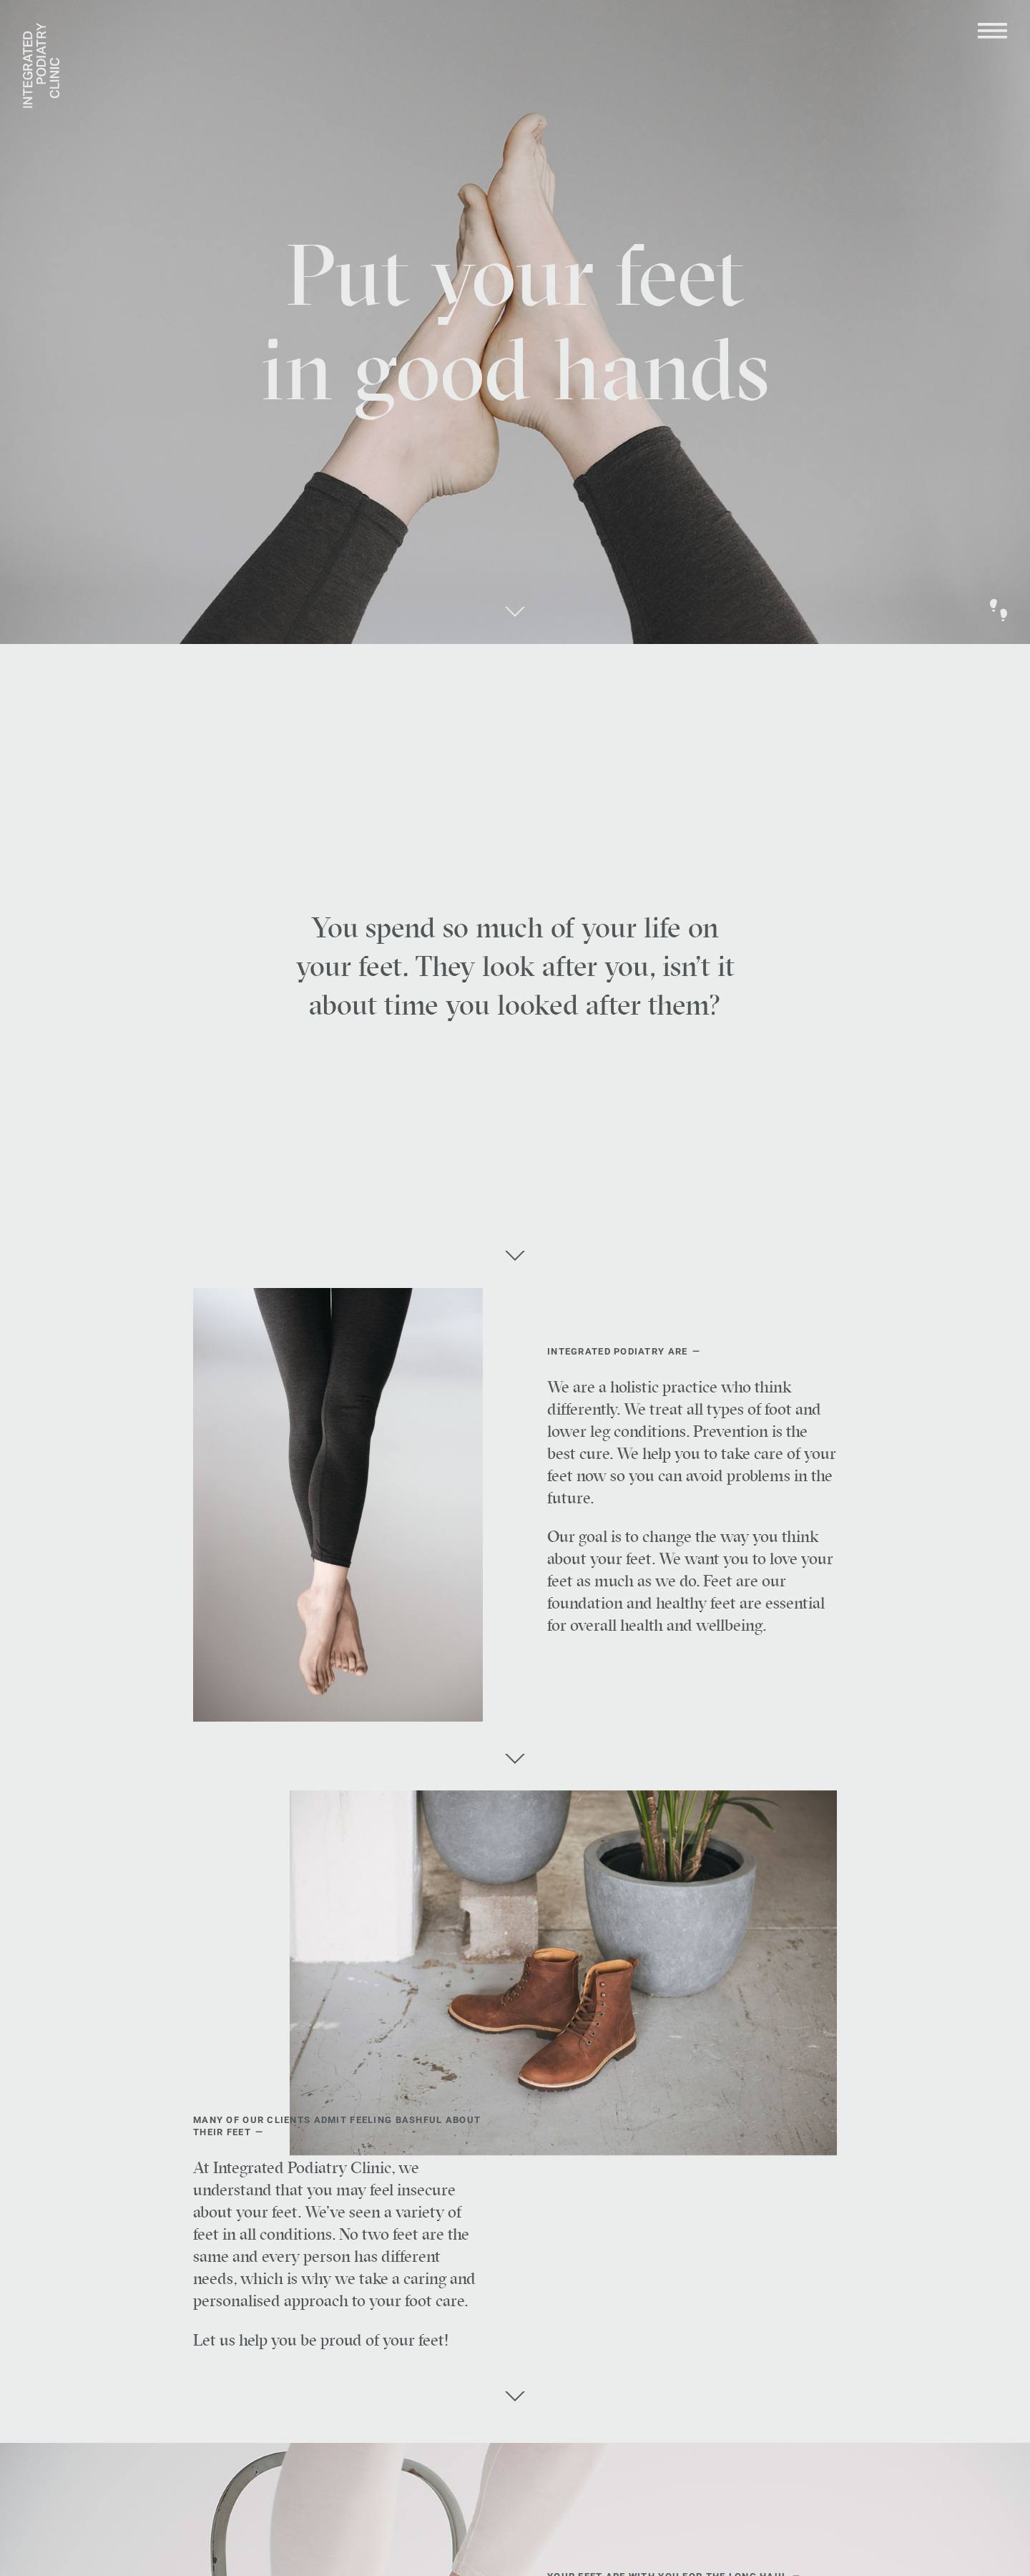 INTEGRATED
PODIATRY
CLINIC
Put your feet
in good hands
You spend so much of your life on
your feet. They look after you, isn't it
about time you looked after them?
INTEGRATED PODIATRY ARE —
We are a holistic practice who think
differently. We treat all types of foot and
lower leg conditions. Prevention is the
best cure. We help you to take care of your
feet now so you can avoid problems in the
future.
Our goal is to change the way you think
about your feet. We want you to love your
feet as much as we do. Feet are our
foundation and healthy feet are essential
for overall health and wellbeing.
MANY OF OUR CLIENTS ADMIT FEELING BASHFUL ABOUT
THEIR FEET —
At Integrated Podiatry Clinic, we
understand that you may feel insecure
about your feet. We've seen a variety of
feet in all conditions. No two feet are the
same and every person has different
needs, which is why we take a caring and
personalised approach to your foot care.
Let us help you be proud of your feet!
YOUR FEET ARE WITH YOU FOR THE LONG HAUL —